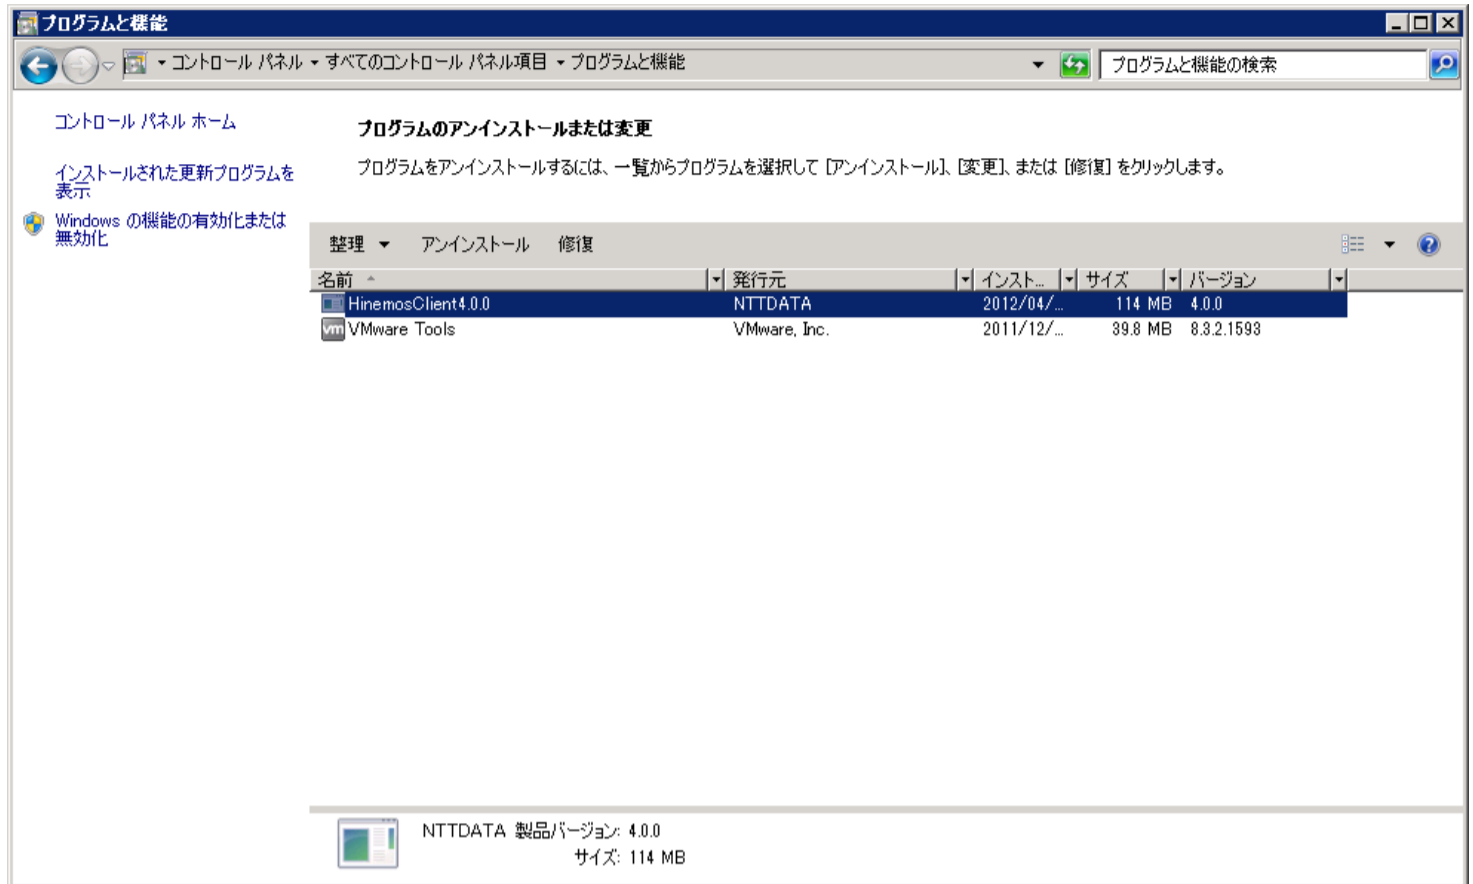 プログラムと機能
コントロール パネル すべてのコントロール パネル項目 プログラムと機能
プログラムと機能の検索
コントロール パネル ホーム
インストールされた更新プログラムを
表示
Windows の機能の有効化または
無効化
プログラムのアンインストールまたは変更
プログラムをアンインストールするには、一覧からプログラムを選択して [アンインストール]、[変更]、または [修復] をクリックします。
整理 アンインストール 修復
名前 発行元 インスト... サイズ バージョン
HinemosClient4.0.0 NTTDATA 2012/04/... 114 MB 4.0.0
vm VMware Tools VMware, Inc. 2011/12/... 39.8 MB 8.3.2.1593
NTTDATA 製品バージョン: 4.0.0
サイズ: 114 MB